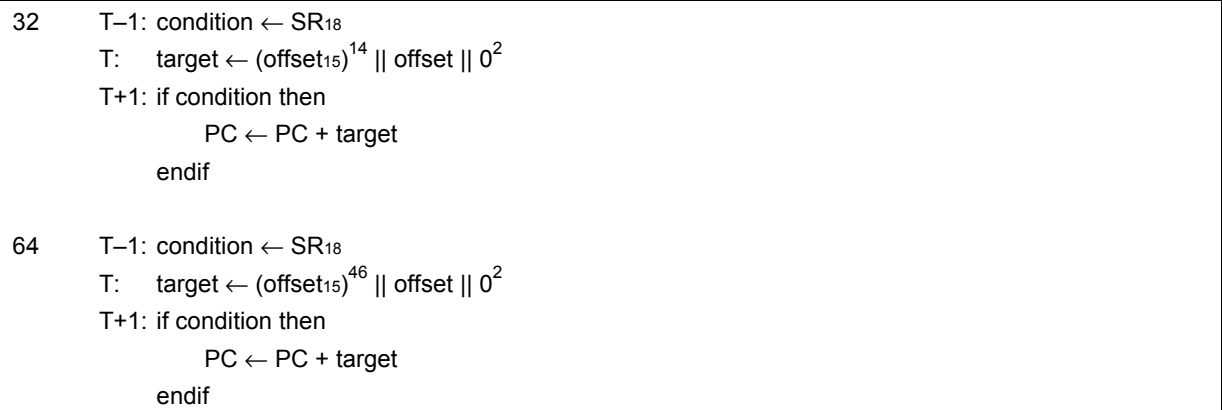 32 T–1: condition ← SR₁₈
T: target ← (offset₁₅)¹⁴ || offset || 0²
T+1: if condition then
PC ← PC + target
endif
64 T–1: condition ← SR₁₈
T: target ← (offset₁₅)⁴⁶ || offset || 0²
T+1: if condition then
PC ← PC + target
endif